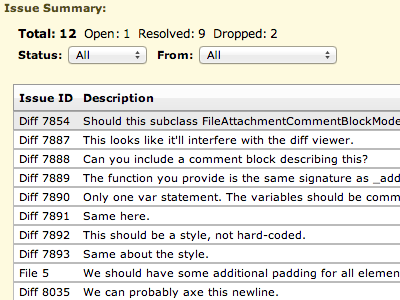 Issue Summary:
Total: 12 Open: 1 Resolved: 9 Dropped: 2
Status: All From: All
Issue ID Description
Diff 7854 Should this subclass FileAttachmentCommentBlockMode
Diff 7887 This looks like it'll interfere with the diff viewer.
Diff 7888 Can you include a comment block describing this?
Diff 7889 The function you provide is the same signature as _add
Diff 7890 Only one var statement. The variables should be comm
Diff 7891 Same here.
Diff 7892 This should be a style, not hard-coded.
Diff 7893 Same about the style.
File 5 We should have some additional padding for all elemen
Diff 8035 We can probably axe this newline.